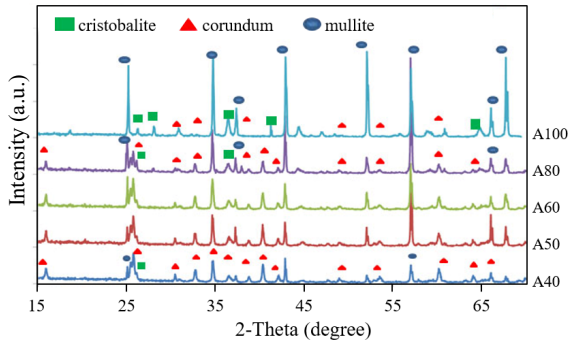 cristobalite corundum mullite
Intensity (a.u.)
A100
A80
A60
A50
A40
15 25 35 45 55 65
2-Theta (degree)